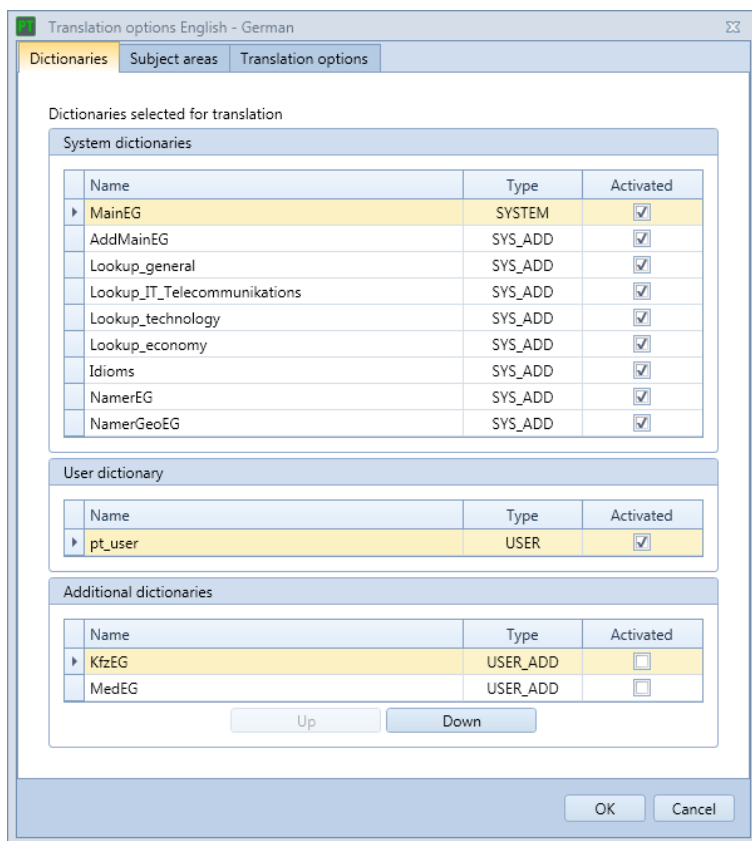 PT Translation options English - German
Dictionaries Subject areas Translation options
Dictionaries selected for translation
System dictionaries
Name Type Activated
MainEG SYSTEM
AddMainEG SYS_ADD
Lookup_general SYS_ADD
Lookup_IT_Telecommunikations SYS_ADD
Lookup_technology SYS_ADD
Lookup_economy SYS_ADD
Idioms SYS_ADD
NamerEG SYS_ADD
NamerGeoEG SYS_ADD
User dictionary
Name Type Activated
pt_user USER
Additional dictionaries
Name Type Activated
KfzEG USER_ADD
MedEG USER_ADD
Up Down
OK Cancel